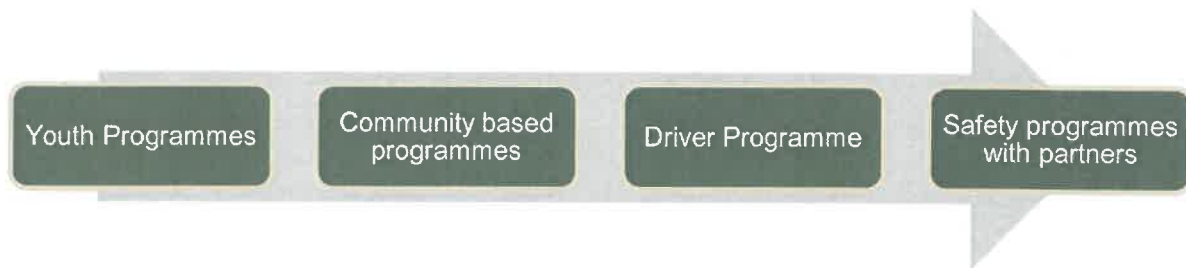 Youth Programmes
Community based
programmes
Driver Programme
Safety programmes
with partners